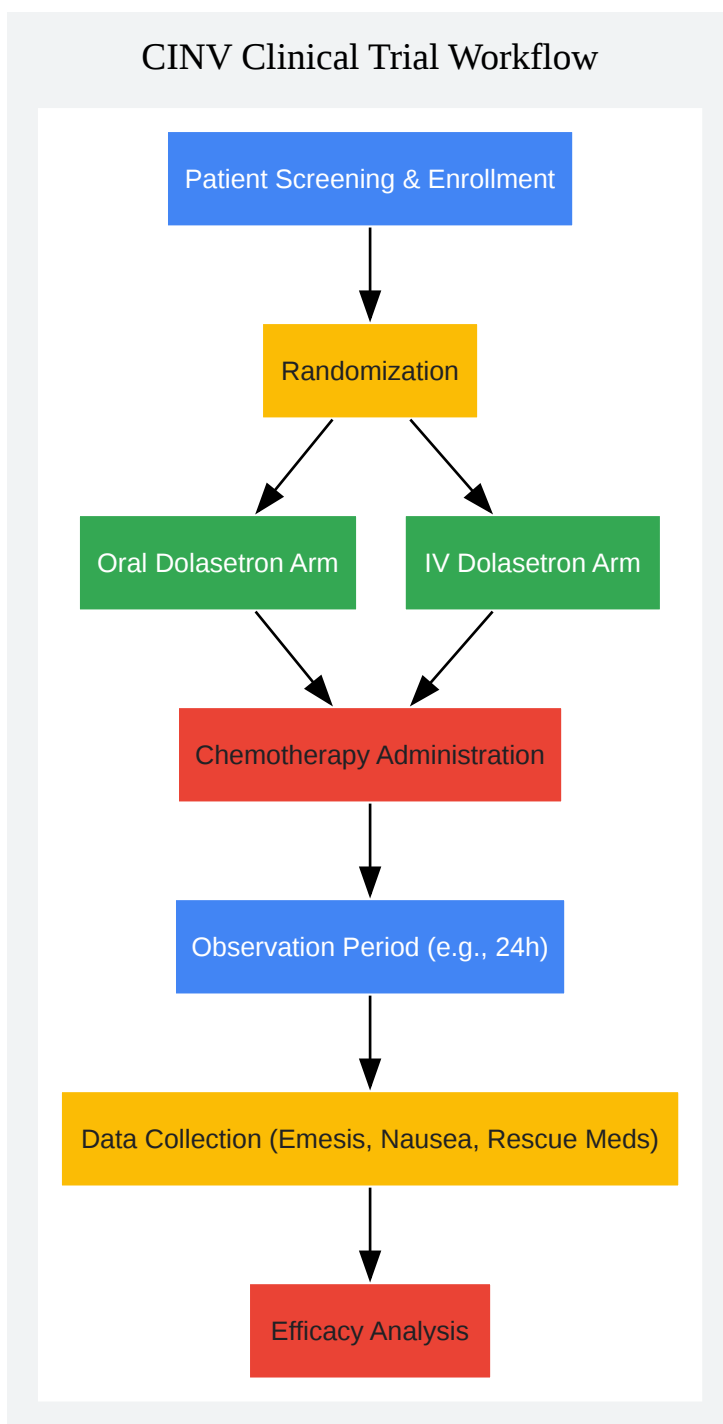 CINV Clinical Trial Workflow
Patient Screening & Enrollment
Randomization
Oral Dolasetron Arm
IV Dolasetron Arm
Chemotherapy Administration
Observation Period (e.g., 24h)
Data Collection (Emesis, Nausea, Rescue Meds)
Efficacy Analysis